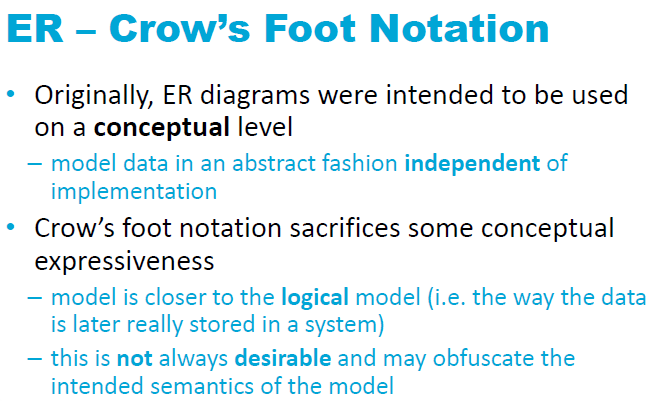 ER – Crow’s Foot Notation
• Originally, ER diagrams were intended to be used
on a conceptual level
– model data in an abstract fashion independent of
implementation
• Crow’s foot notation sacrifices some conceptual
expressiveness
– model is closer to the logical model (i.e. the way the data
is later really stored in a system)
– this is not always desirable and may obfuscate the
intended semantics of the model